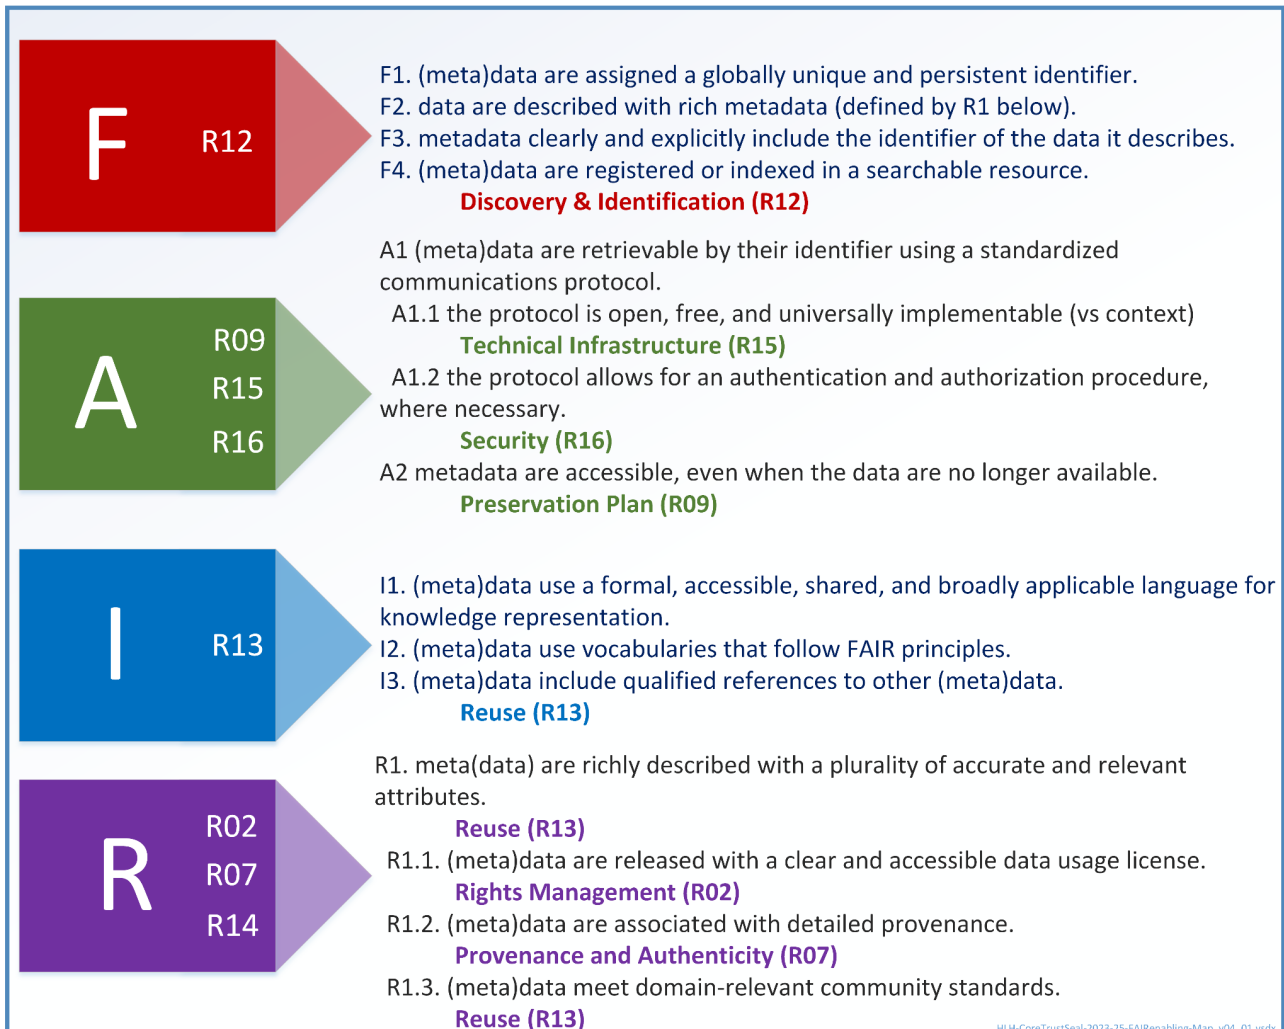 F
R12
F1. (meta)data are assigned a globally unique and persistent identifier.
F2. data are described with rich metadata (defined by R1 below).
F3. metadata clearly and explicitly include the identifier of the data it describes.
F4. (meta)data are registered or indexed in a searchable resource.
Discovery & Identification (R12)
A
R09
R15
R16
A1 (meta)data are retrievable by their identifier using a standardized
communications protocol.
A1.1 the protocol is open, free, and universally implementable (vs context)
Technical Infrastructure (R15)
A1.2 the protocol allows for an authentication and authorization procedure,
where necessary.
Security (R16)
A2 metadata are accessible, even when the data are no longer available.
Preservation Plan (R09)
I
R13
I1. (meta)data use a formal, accessible, shared, and broadly applicable language for
knowledge representation.
I2. (meta)data use vocabularies that follow FAIR principles.
I3. (meta)data include qualified references to other (meta)data.
Reuse (R13)
R
R02
R07
R14
R1. meta(data) are richly described with a plurality of accurate and relevant
attributes.
Reuse (R13)
R1.1. (meta)data are released with a clear and accessible data usage license.
Rights Management (R02)
R1.2. (meta)data are associated with detailed provenance.
Provenance and Authenticity (R07)
R1.3. (meta)data meet domain-relevant community standards.
Reuse (R13)
HLH-CoreTrustSeal-2023-25-FAIRenabling-Map_v04_01.vsdx